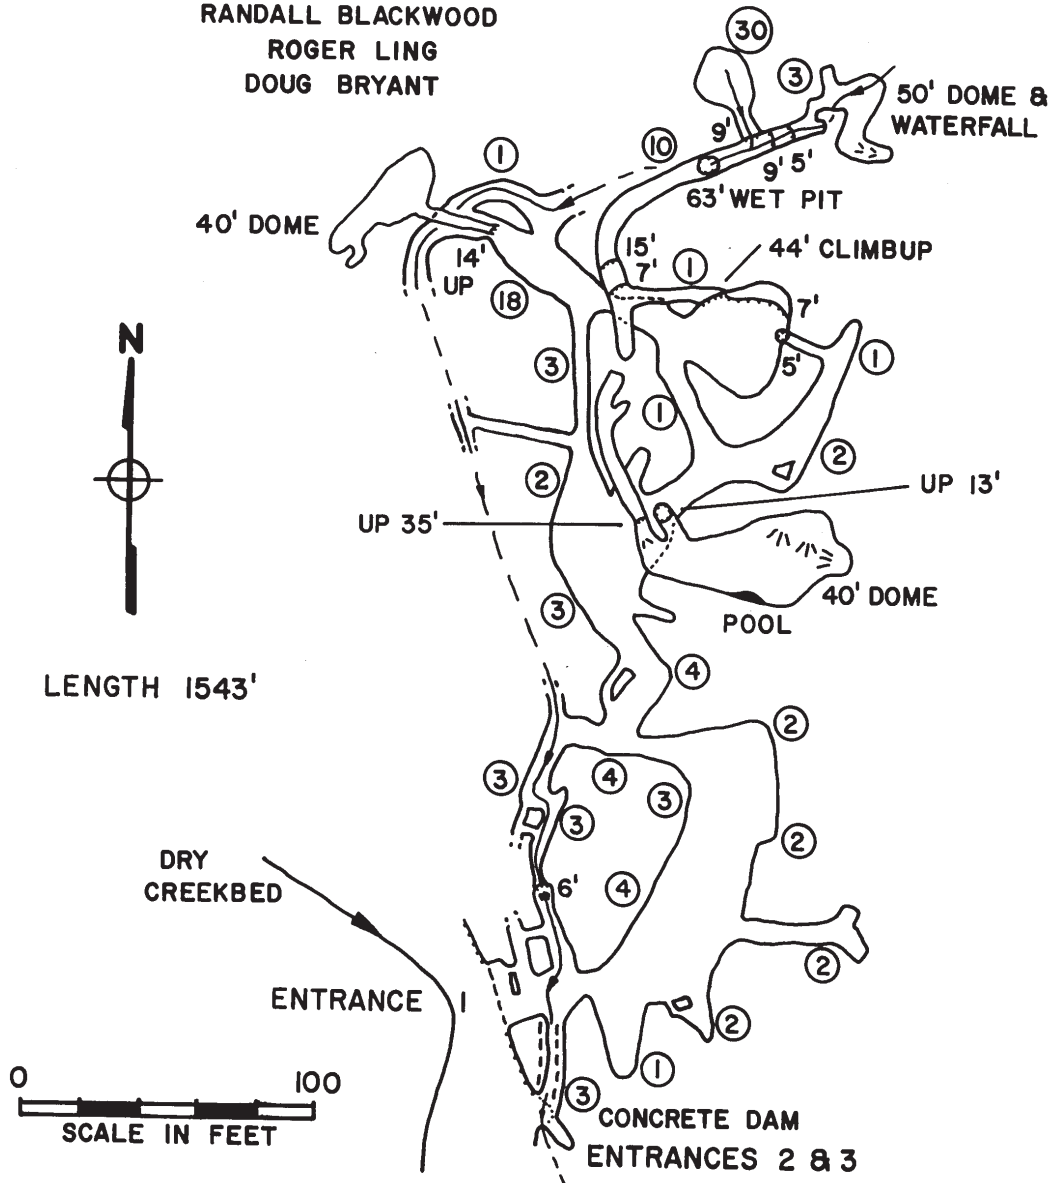 RANDALL BLACKWOOD
ROGER LING
DOUG BRYANT
30
3
50' DOME &
WATERFALL
9'
10
1
9' 5'
63' WET PIT
40' DOME
15'
44' CLIMBUP
14'
7'
1
UP
18
7'
N
3
5'
1
1
2
2
UP 13'
UP 35'
3
40' DOME
POOL
4
LENGTH 1543'
2
3
4
3
3
2
DRY
CREEKBED
6'
4
2
ENTRANCE 1
2
0
100
1
3
CONCRETE DAM
SCALE IN FEET
ENTRANCES 2 & 3